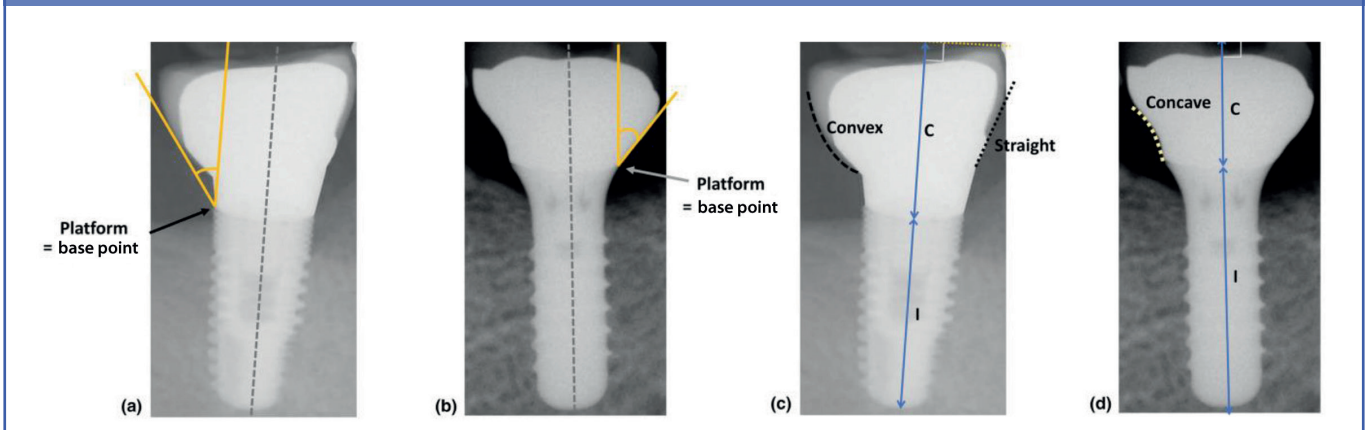 Platform
= base point
(a)
Platform
= base point
(b)
Convex
C
Straight
I
(c)
Concave
C
I
(d)